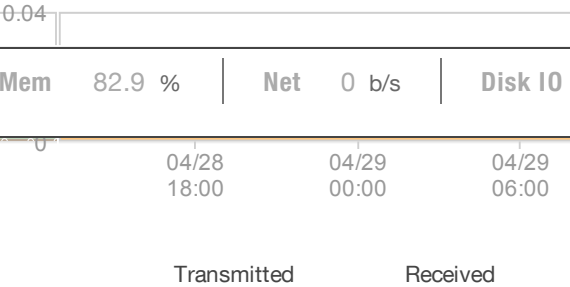 0.04
Mem 82.9 % Net 0 b/s Disk IO
0
04/28 04/29 04/29
18:00 00:00 06:00
Transmitted Received